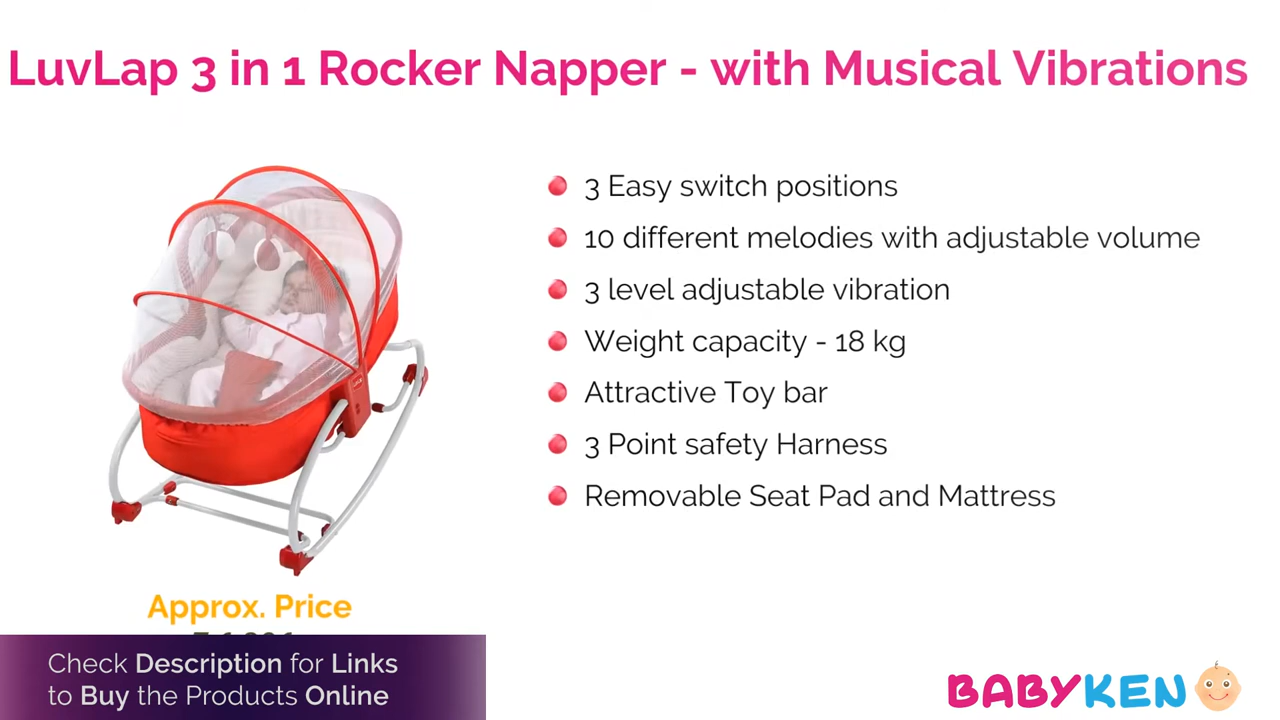 LuvLap 3 in 1 Rocker Napper - with Musical Vibrations
3 Easy switch positions
10 different melodies with adjustable volume
3 level adjustable vibration
Weight capacity - 18 kg
Attractive Toy bar
3 Point safety Harness
Removable Seat Pad and Mattress
Approx. Price
Check Description for Links
to Buy the Products Online
BABYKEN